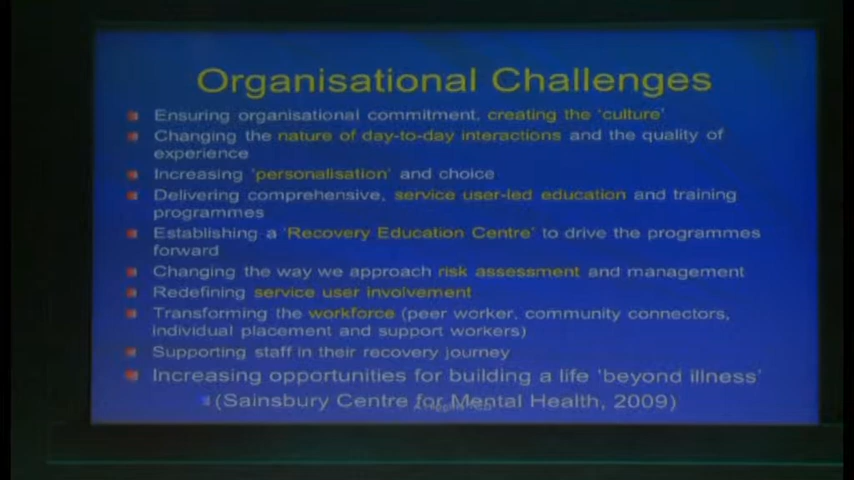 Organisational Challenges
Ensuring organisational commitment, creating the 'culture'
Changing the nature of day-to-day interactions and the quality of
experience
Increasing 'personalisation' and choice
Delivering comprehensive, service user-led education and training
programmes
Establishing a 'Recovery Education Centre' to drive the programmes
forward
Changing the way we approach risk assessment and management
Redefining service user involvement
Transforming the workforce (peer worker, community connectors,
individual placement and support workers)
Supporting staff in their recovery journey
Increasing opportunities for building a life 'beyond illness'
(Sainsbury Centre for Mental Health, 2009)